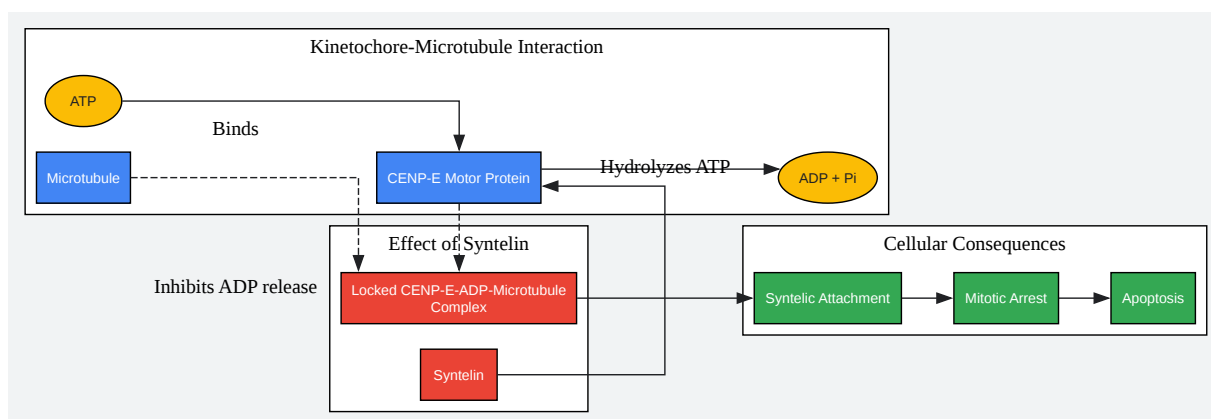 Kinetochore-Microtubule Interaction
ATP
Binds
Microtubule
CENP-E Motor Protein
Hydrolyzes ATP
ADP + Pi
Effect of Syntelin
Inhibits ADP release
Locked CENP-E-ADP-Microtubule
Complex
Syntelin
Cellular Consequences
Syntelic Attachment
Mitotic Arrest
Apoptosis